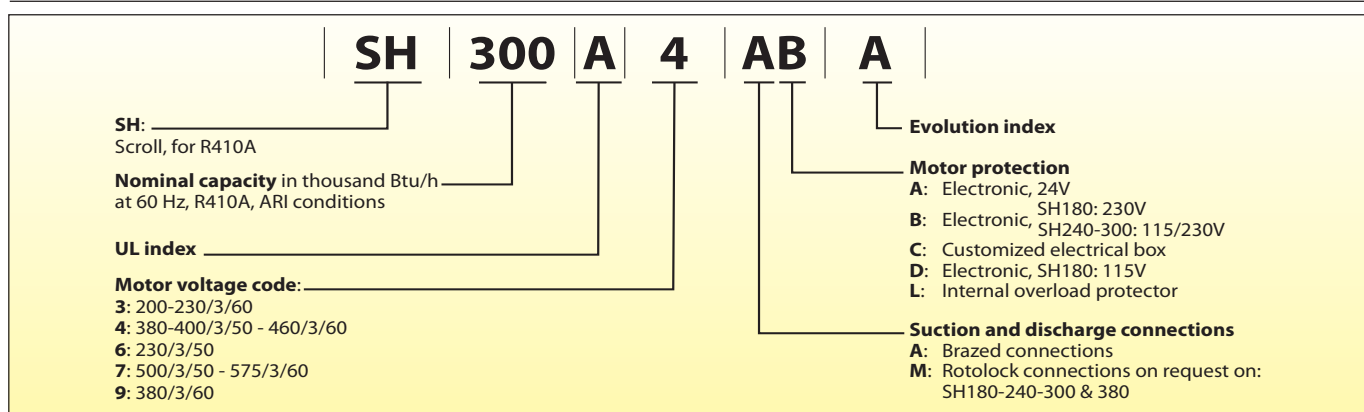 SH 300 A 4 AB A
SH:
Scroll, for R410A
Nominal capacity in thousand Btu/h
at 60 Hz, R410A, ARI conditions
UL index
Motor voltage code:
3: 200-230/3/60
4: 380-400/3/50 - 460/3/60
6: 230/3/50
7: 500/3/50 - 575/3/60
9: 380/3/60
Evolution index
Motor protection
A: Electronic, 24V
B: Electronic, SH180: 230V
SH240-300: 115/230V
C: Customized electrical box
D: Electronic, SH180: 115V
L: Internal overload protector
Suction and discharge connections
A: Brazed connections
M: Rotolock connections on request on:
SH180-240-300 & 380